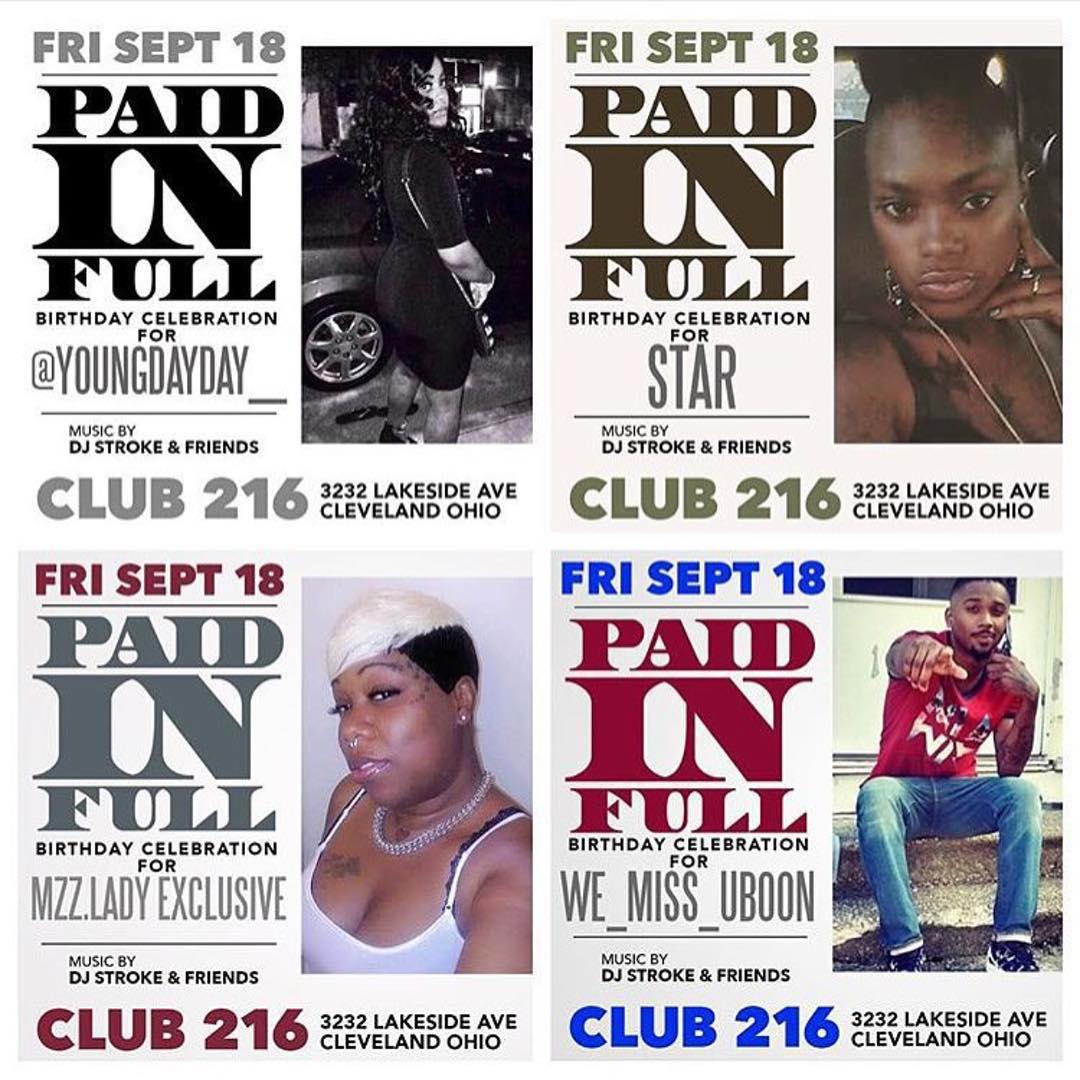 FRI SEPT 18
PAID
IN
FULL
BIRTHDAY CELEBRATION
FOR
@YOUNGDAYDAY_
MUSIC BY
DJ STROKE & FRIENDS
CLUB 216
3232 LAKESIDE AVE
CLEVELAND OHIO
FRI SEPT 18
PAID
IN
FULL
BIRTHDAY CELEBRATION
FOR
STAR
MUSIC BY
DJ STROKE & FRIENDS
CLUB 216
3232 LAKESIDE AVE
CLEVELAND OHIO
FRI SEPT 18
PAID
IN
FULL
BIRTHDAY CELEBRATION
FOR
MZZ.LADY EXCLUSIVE
MUSIC BY
DJ STROKE & FRIENDS
CLUB 216
3232 LAKESIDE AVE
CLEVELAND OHIO
FRI SEPT 18
PAID
IN
FULL
BIRTHDAY CELEBRATION
FOR
WE_MISS_UBOON
MUSIC BY
DJ STROKE & FRIENDS
CLUB 216
3232 LAKESIDE AVE
CLEVELAND OHIO